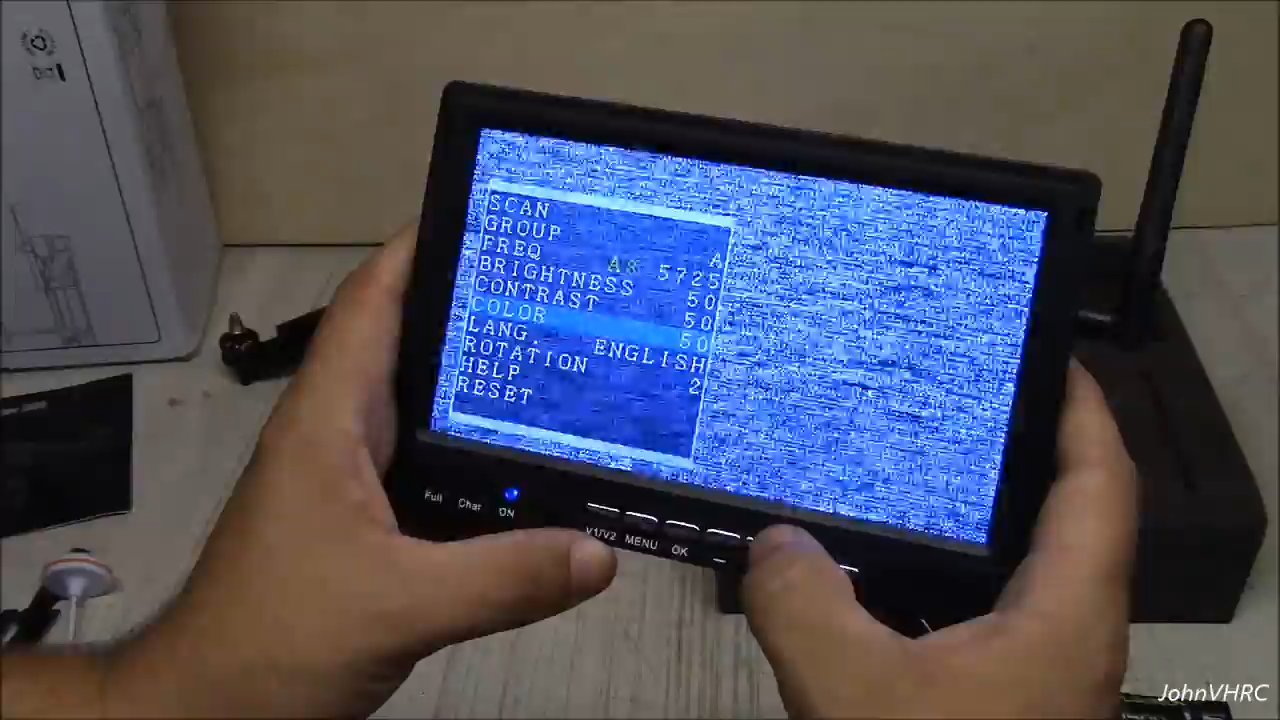 SCAN
GROUP A
FREQ A8 5725
BRIGHTNESS 50
CONTRAST 50
COLOR 50
LANG. ENGLISH
ROTATION 2
HELP
RESET
Full Char ON
V1/V2 MENU OK
JohnVHRC